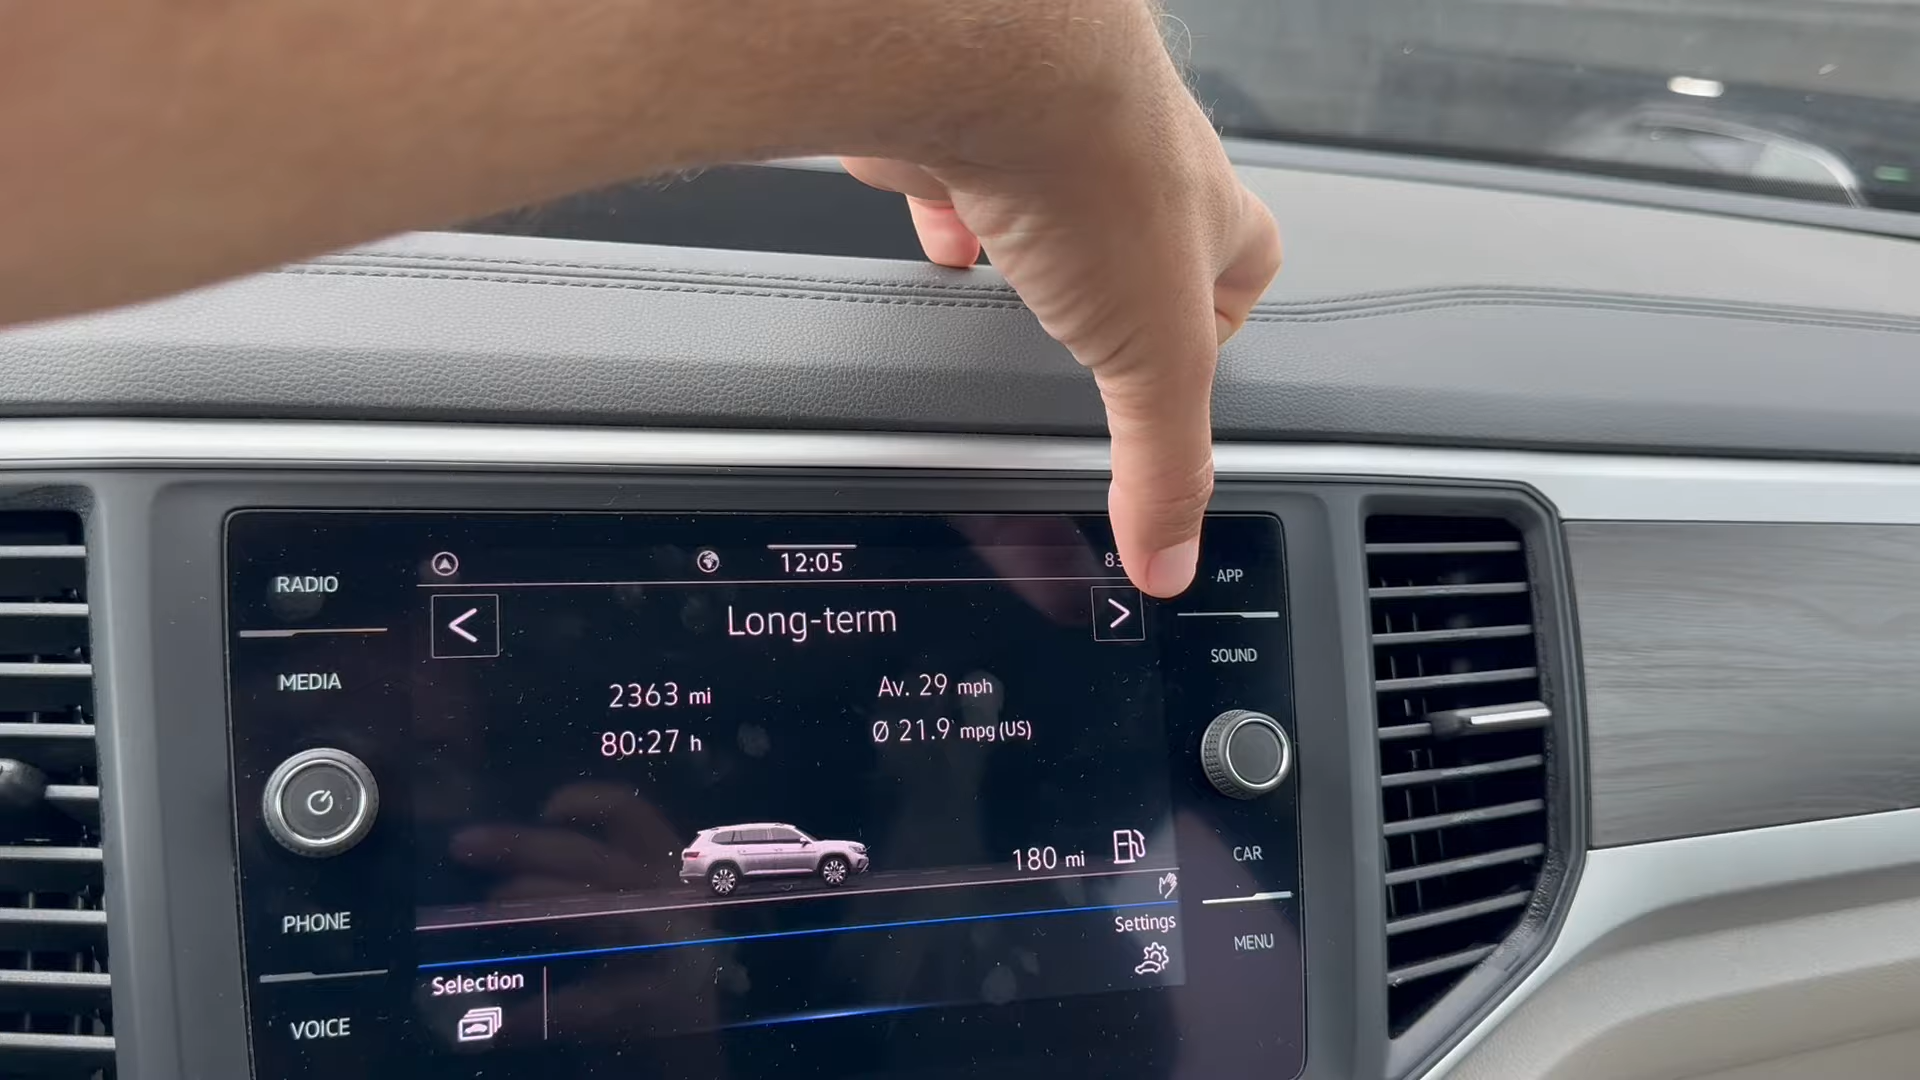 RADIO
MEDIA
PHONE
VOICE
12:05
<
Long-term
>
2363 mi
80:27 h
Av. 29 mph
Ø 21.9 mpg (US)
180 mi
Settings
Selection
APP
SOUND
CAR
MENU